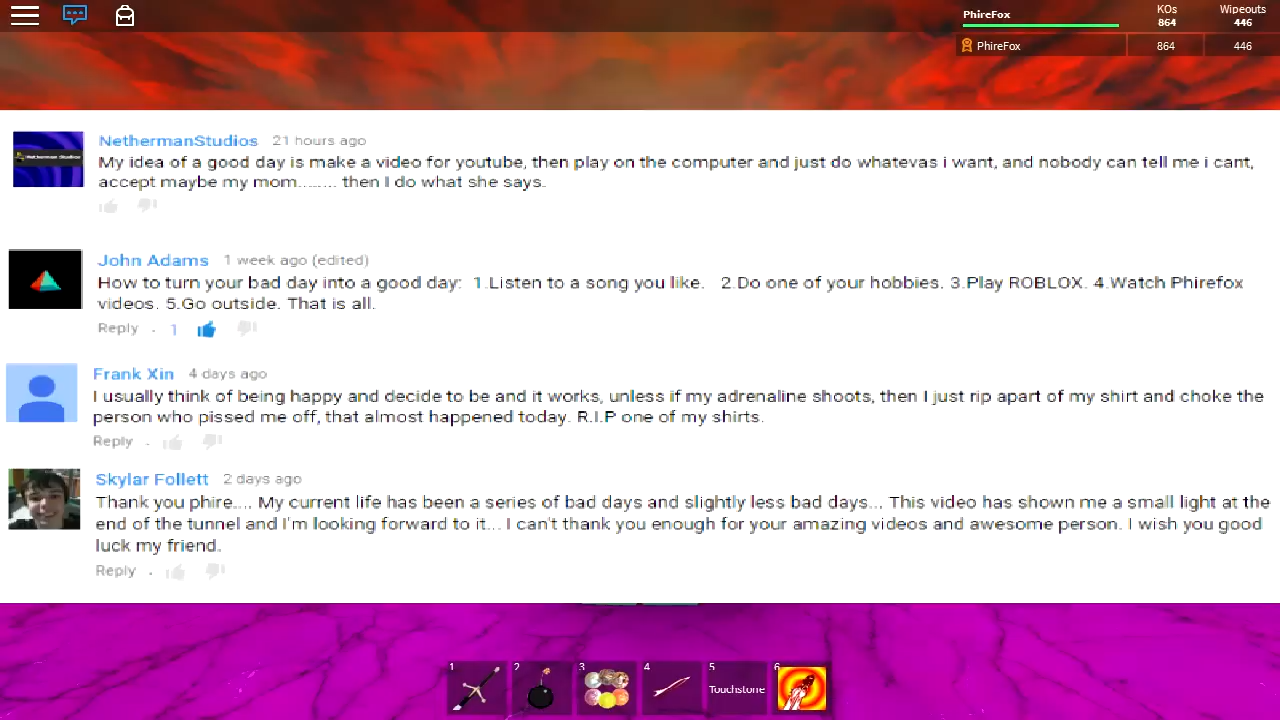 PhireFox
KOs
Wipeouts
864
446
PhireFox
864
446
NethermanStudios 21 hours ago
My idea of a good day is make a video for youtube, then play on the computer and just do whatevas i want, and nobody can tell me i cant,
accept maybe my mom........ then I do what she says.
Netherman Studios
John Adams 1 week ago (edited)
How to turn your bad day into a good day: 1.Listen to a song you like. 2.Do one of your hobbies. 3.Play ROBLOX. 4.Watch Phirefox
videos. 5.Go outside. That is all.
Reply . 1
Frank Xin 4 days ago
I usually think of being happy and decide to be and it works, unless if my adrenaline shoots, then I just rip apart of my shirt and choke the
person who pissed me off, that almost happened today. R.I.P one of my shirts.
Reply .
Skylar Follett 2 days ago
Thank you phire.... My current life has been a series of bad days and slightly less bad days... This video has shown me a small light at the
end of the tunnel and I'm looking forward to it... I can't thank you enough for your amazing videos and awesome person. I wish you good
luck my friend.
Reply .
1 2 3 4 5 6
Touchstone